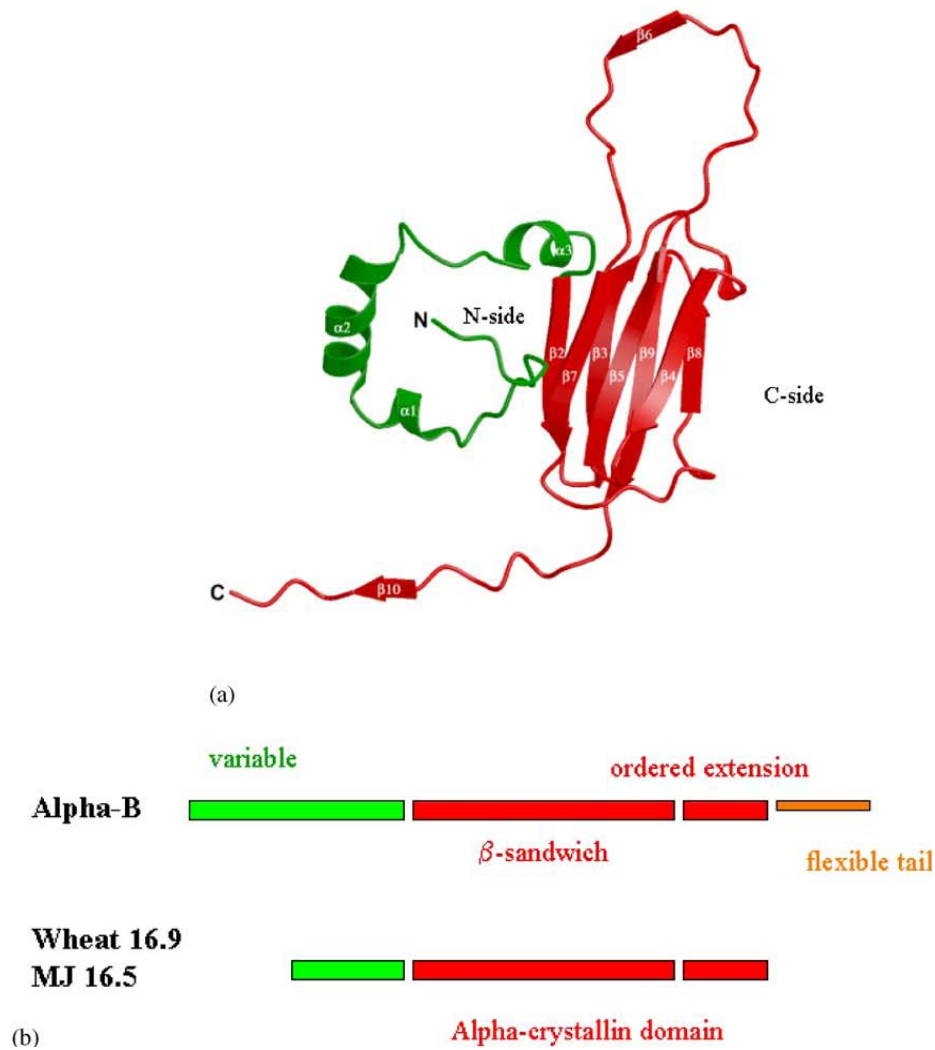 β6
α3
α2
N
N-side
β2
β3
β9
β8
β7
β5
β4
C-side
α1
C
β10
(a)
variable
ordered extension
Alpha-B
β-sandwich
flexible tail
Wheat 16.9
MJ 16.5
Alpha-crystallin domain
(b)